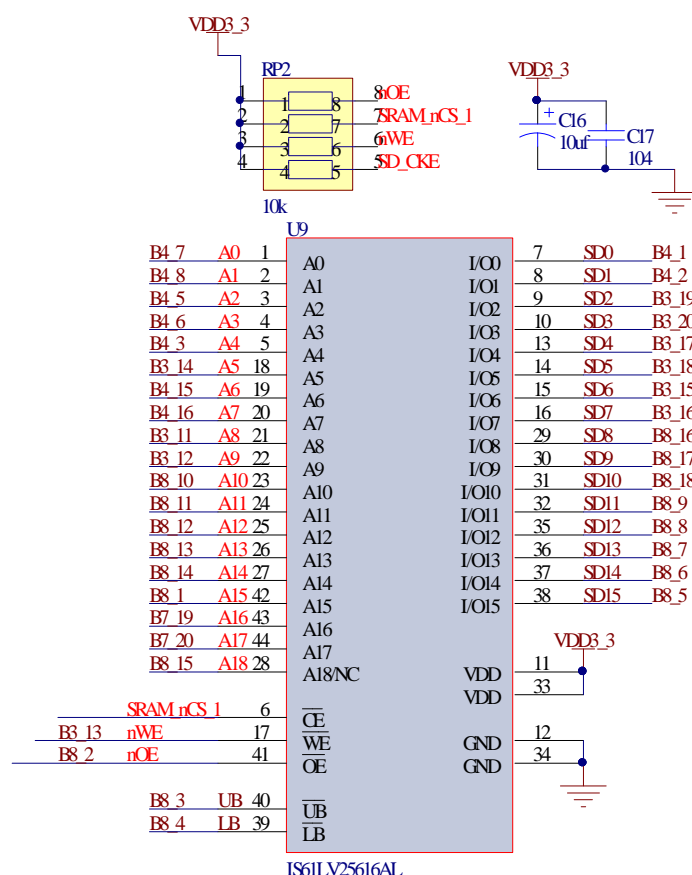 VDD3_3
RP2
1 1 8 8 nOE
2 2 7 7 SRAM_nCS_1
3 3 6 6 nWE
4 4 5 5 SD_CKE
10k
VDD3_3
+ C16
10uf
C17
104
U9
B4_7 A0 1 A0 I/O0 7 SD0 B4_1
B4_8 A1 2 A1 I/O1 8 SD1 B4_2
B4_5 A2 3 A2 I/O2 9 SD2 B3_19
B4_6 A3 4 A3 I/O3 10 SD3 B3_20
B4_3 A4 5 A4 I/O4 13 SD4 B3_17
B3_14 A5 18 A5 I/O5 14 SD5 B3_18
B4_15 A6 19 A6 I/O6 15 SD6 B3_15
B4_16 A7 20 A7 I/O7 16 SD7 B3_16
B3_11 A8 21 A8 I/O8 29 SD8 B8_16
B3_12 A9 22 A9 I/O9 30 SD9 B8_17
B8_10 A10 23 A10 I/O10 31 SD10 B8_18
B8_11 A11 24 A11 I/O11 32 SD11 B8_9
B8_12 A12 25 A12 I/O12 35 SD12 B8_8
B8_13 A13 26 A13 I/O13 36 SD13 B8_7
B8_14 A14 27 A14 I/O14 37 SD14 B8_6
B8_1 A15 42 A15 I/O15 38 SD15 B8_5
B7_19 A16 43 A16
B7_20 A17 44 A17
VDD3_3
B8_15 A18 28 A18/NC VDD 11
VDD 33
SRAM_nCS_1 6 CE
B3_13 nWE 17 WE GND 12
B8_2 nOE 41 OE GND 34
B8_3 UB 40 UB
B8_4 LB 39 LB
IS61LV25616AL